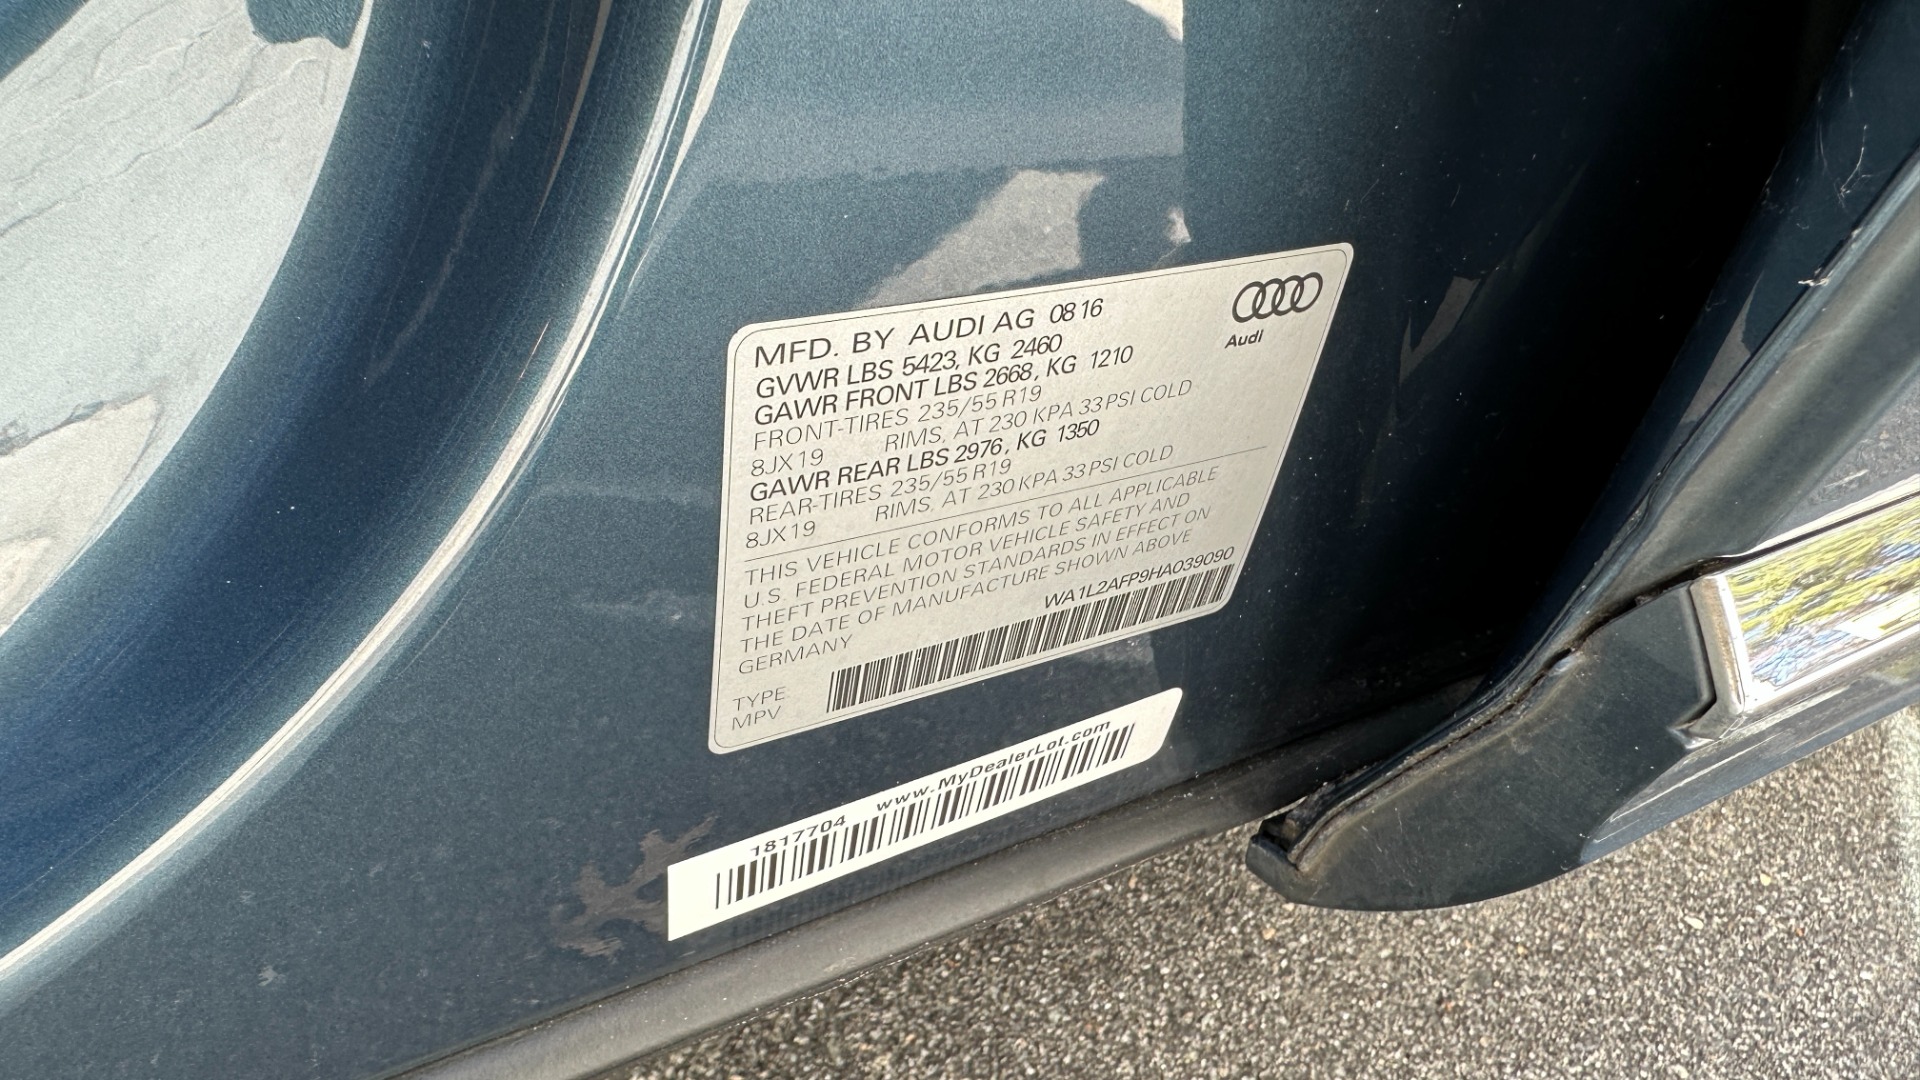 MFD. BY AUDI AG 08 16
GVWR LBS 5423, KG 2460
GAWR FRONT LBS 2668, KG 1210
FRONT-TIRES 235/55 R19
8JX19 RIMS, AT 230 KPA 33 PSI COLD
GAWR REAR LBS 2976, KG 1350
REAR-TIRES 235/55 R19
8JX19 RIMS, AT 230 KPA 33 PSI COLD
THIS VEHICLE CONFORMS TO ALL APPLICABLE
U.S. FEDERAL MOTOR VEHICLE SAFETY AND
THEFT PREVENTION STANDARDS IN EFFECT ON
THE DATE OF MANUFACTURE SHOWN ABOVE
GERMANY
WA1L2AFP9HA039090
TYPE
MPV
Audi
www.MyDealerLot.com
1817704